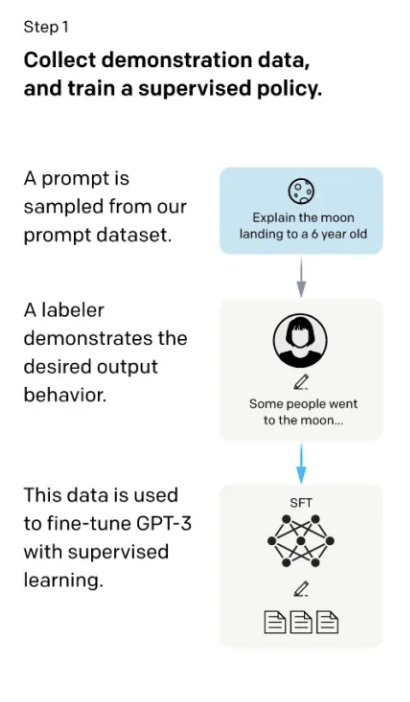 Step 1
Collect demonstration data,
and train a supervised policy.
A prompt is
sampled from our
prompt dataset.
Explain the moon
landing to a 6 year old
A labeler
demonstrates the
desired output
behavior.
Some people went
to the moon...
This data is used
to fine-tune GPT-3
with supervised
learning.
SFT